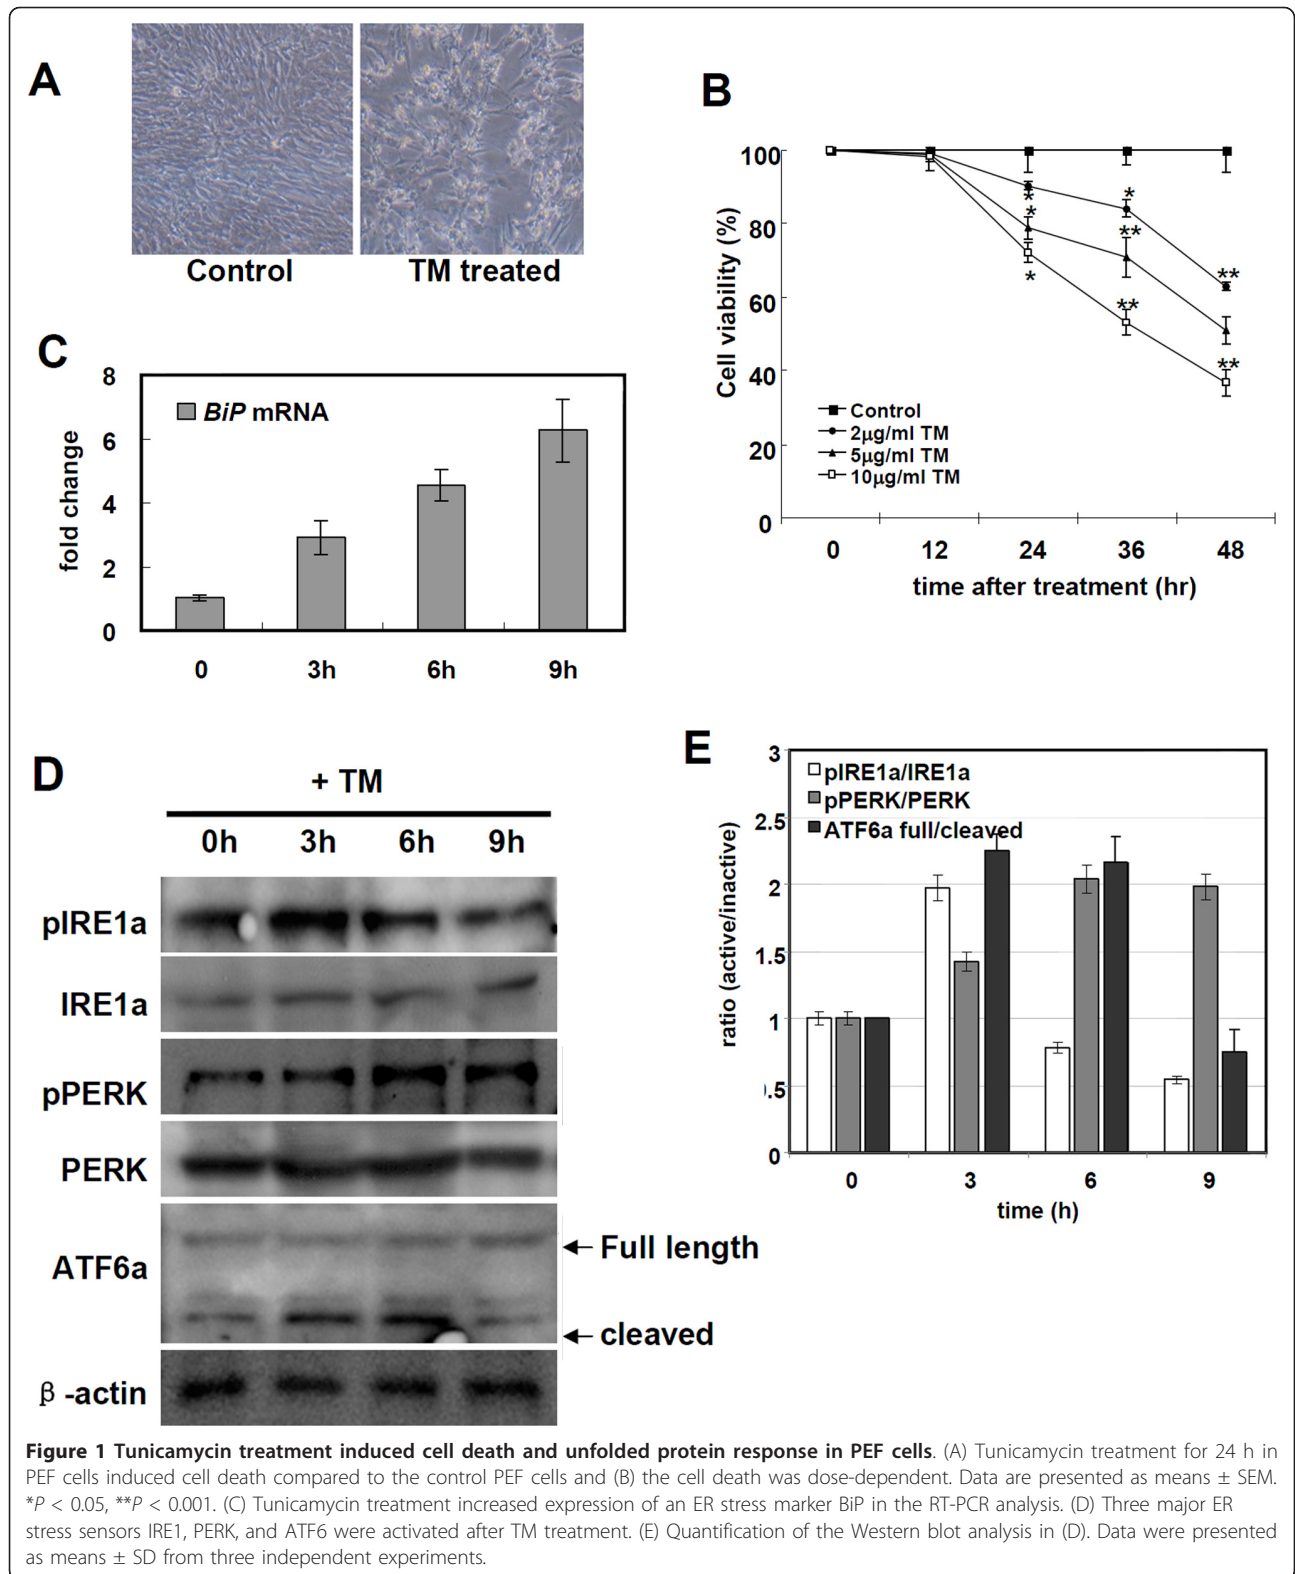 A
Control
TM treated
B
Cell viability (%)
100
80
60
40
20
0
*
*
*
*
**
**
**
**
Control
2μg/ml TM
5μg/ml TM
10μg/ml TM
0 12 24 36 48
time after treatment (hr)
C
fold change
8
6
4
2
0
BiP mRNA
0 3h 6h 9h
D
+ TM
0h 3h 6h 9h
pIRE1a
IRE1a
pPERK
PERK
ATF6a
Full length
cleaved
β-actin
E
ratio (active/inactive)
3
2.5
2
1.5
1
).5
0
pIRE1a/IRE1a
pPERK/PERK
ATF6a full/cleaved
0 3 6 9
time (h)
Figure 1 Tunicamycin treatment induced cell death and unfolded protein response in PEF cells. (A) Tunicamycin treatment for 24 h in
PEF cells induced cell death compared to the control PEF cells and (B) the cell death was dose-dependent. Data are presented as means ± SEM.
*P < 0.05, **P < 0.001. (C) Tunicamycin treatment increased expression of an ER stress marker BiP in the RT-PCR analysis. (D) Three major ER
stress sensors IRE1, PERK, and ATF6 were activated after TM treatment. (E) Quantification of the Western blot analysis in (D). Data were presented
as means ± SD from three independent experiments.